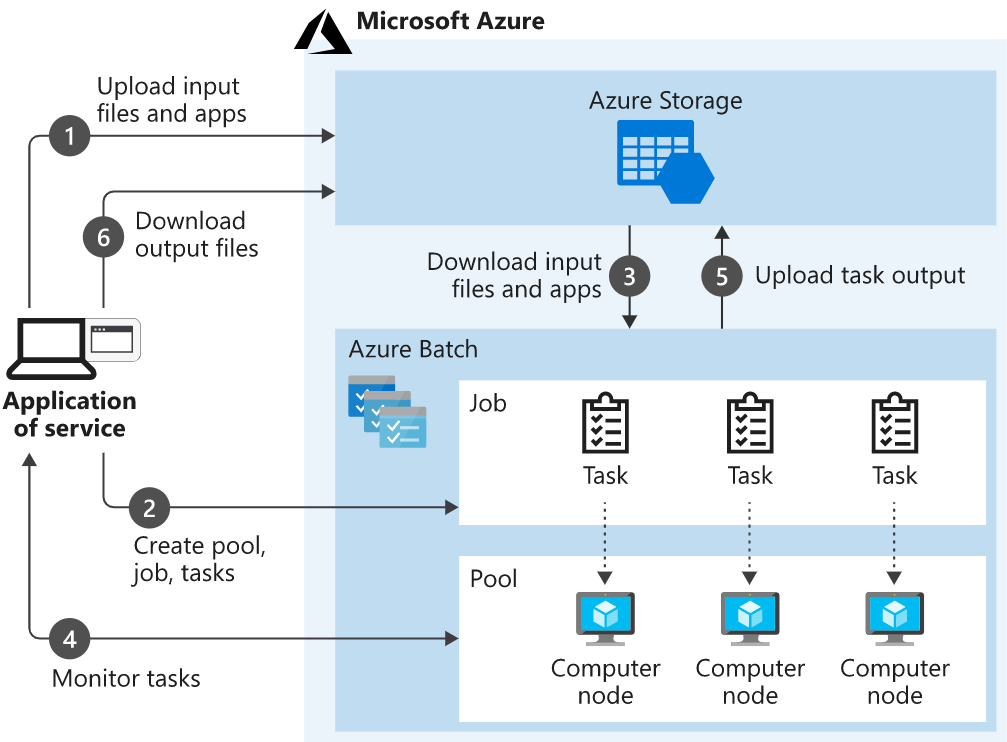 Microsoft Azure
Upload input
files and apps
1
Azure Storage
6
Download
output files
Download input
files and apps
3
5
Upload task output
Application
of service
Azure Batch
Job
Task
Task
Task
2
Create pool,
job, tasks
Pool
Computer
node
Computer
node
Computer
node
4
Monitor tasks